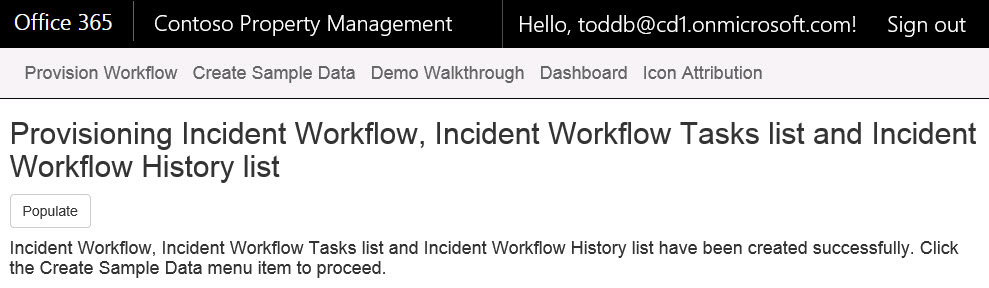 Office 365 Contoso Property Management Hello, toddb@cd1.onmicrosoft.com! Sign out
Provision Workflow Create Sample Data Demo Walkthrough Dashboard Icon Attribution
Provisioning Incident Workflow, Incident Workflow Tasks list and Incident
Workflow History list
Populate
Incident Workflow, Incident Workflow Tasks list and Incident Workflow History list have been created successfully. Click
the Create Sample Data menu item to proceed.